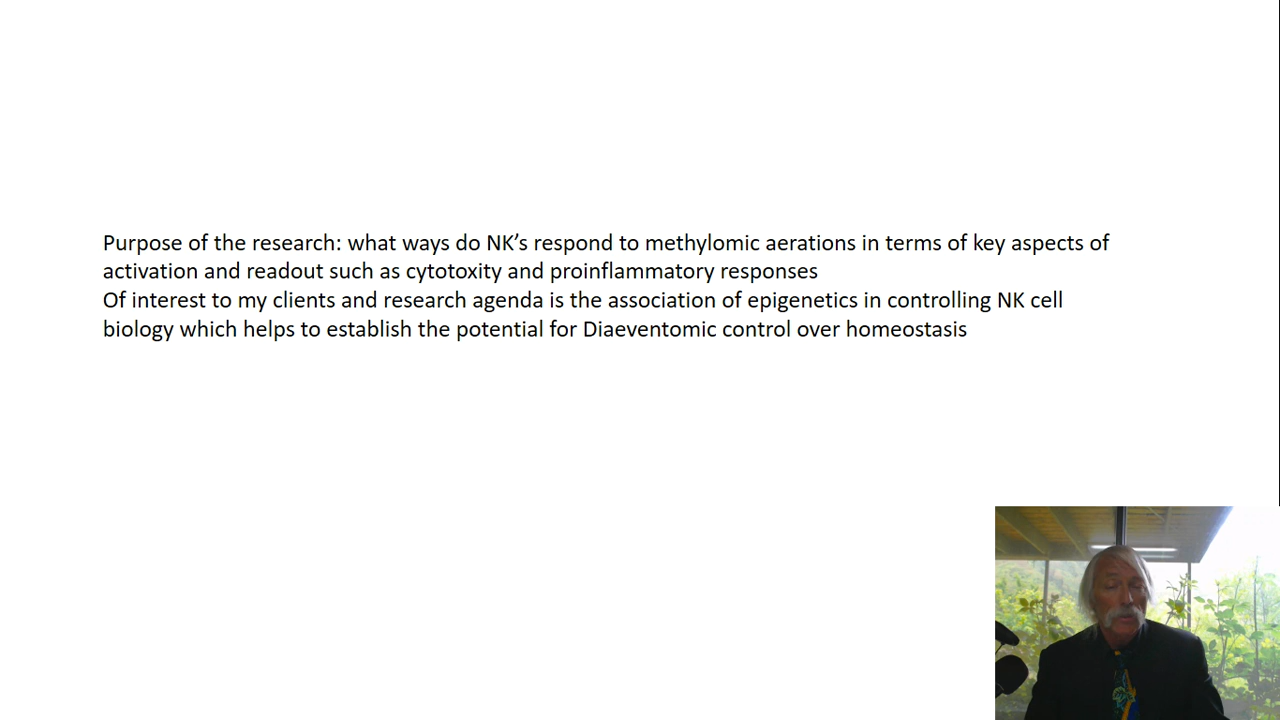 Purpose of the research: what ways do NK’s respond to methylomic aerations in terms of key aspects of
activation and readout such as cytotoxity and proinflammatory responses
Of interest to my clients and research agenda is the association of epigenetics in controlling NK cell
biology which helps to establish the potential for Diaeventomic control over homeostasis